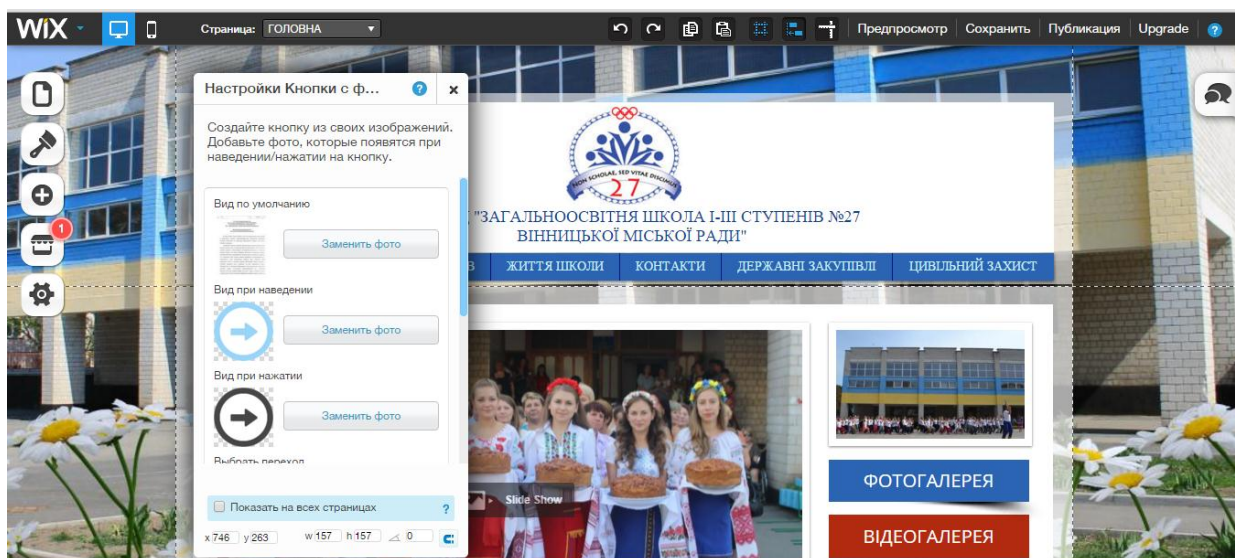 WiX
Страница: ГОЛОВНА
Предпросмотр Сохранить Публикация Upgrade ?
Настройки Кнопки с ф... ? x
Создайте кнопку из своих изображений.
Добавьте фото, которые появятся при
наведении/нажатии на кнопку.
Вид по умолчанию
Заменить фото
Вид при наведении
Заменить фото
Вид при нажатии
Заменить фото
Выбрать переход
Показать на всех страницах ?
x 746 y 263 w 157 h 157 0
1
NON SCHOLAE, SED VITAE DISCIMUS
27
"ЗАГАЛЬНООСВІТНЯ ШКОЛА І-ІІІ СТУПЕНІВ №27
ВІННИЦЬКОЇ МІСЬКОЇ РАДИ"
В ЖИТТЯ ШКОЛИ КОНТАКТИ ДЕРЖАВНІ ЗАКУПІВЛІ ЦИВІЛЬНИЙ ЗАХИСТ
Slide Show
ФОТОГАЛЕРЕЯ
ВІДЕОГАЛЕРЕЯ